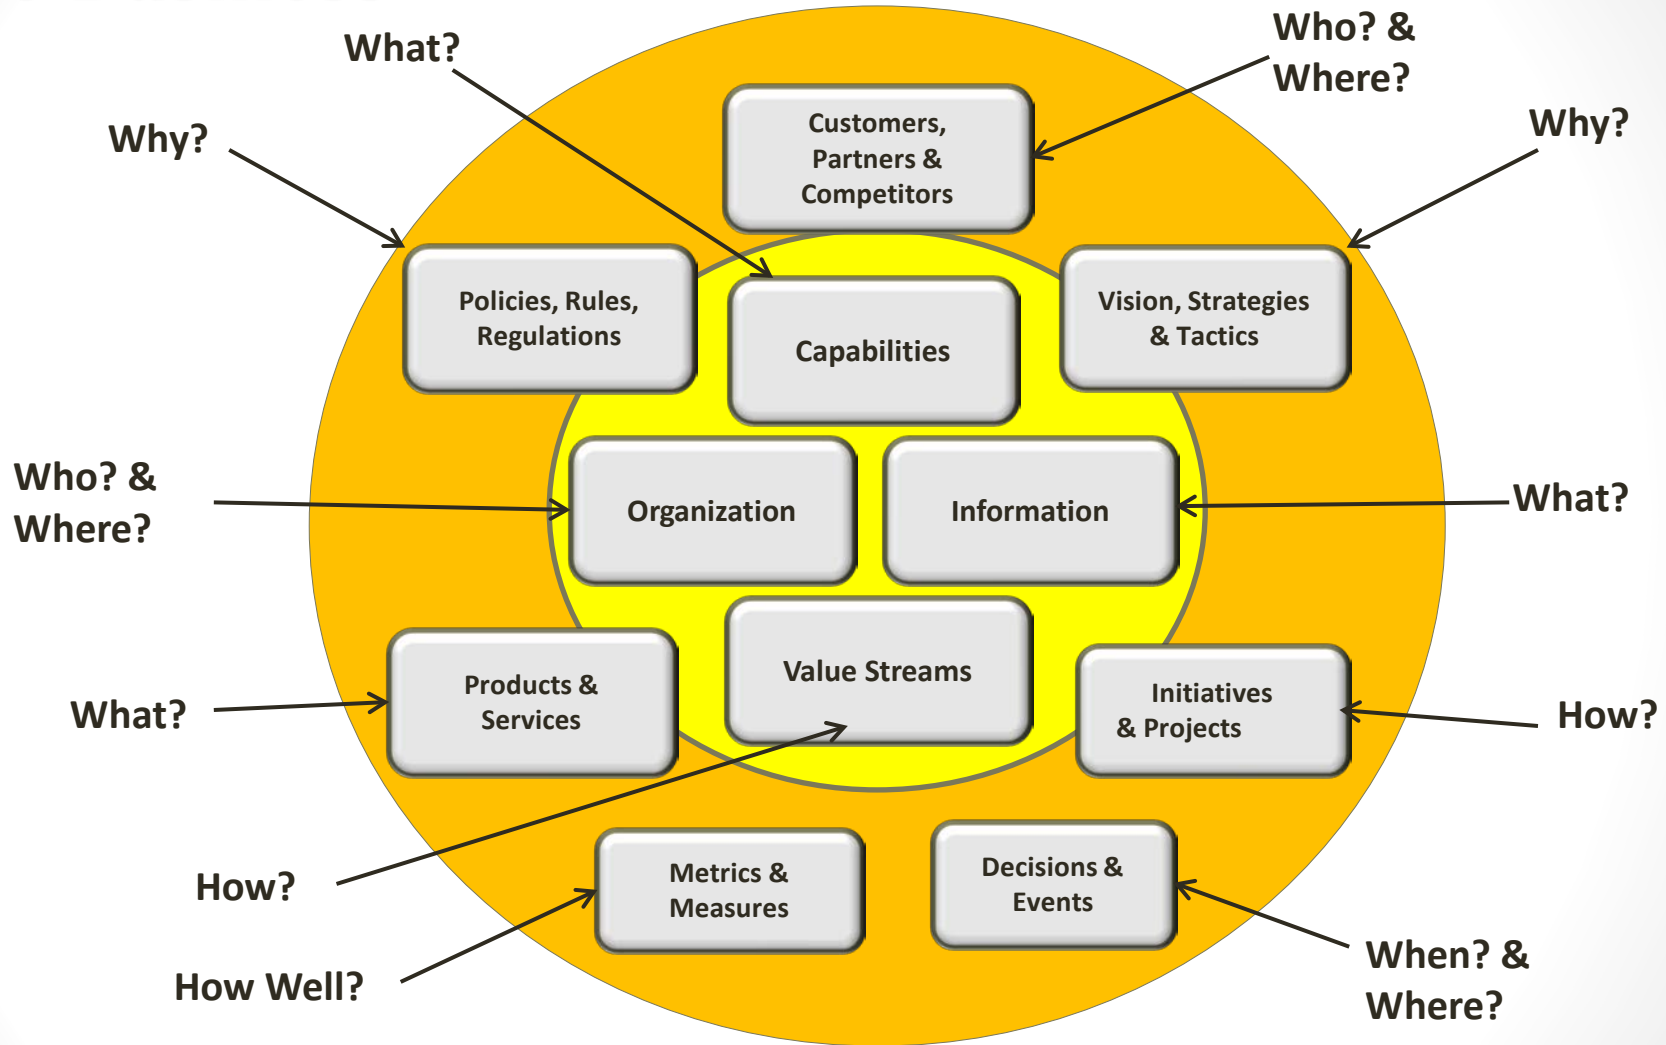 What?
Who? &
Where?
Why?
Why?
Customers,
Partners &
Competitors
Policies, Rules,
Regulations
Capabilities
Vision, Strategies
& Tactics
Who? &
Where?
Organization
Information
What?
What?
Products &
Services
Value Streams
Initiatives
& Projects
How?
How?
Metrics &
Measures
Decisions &
Events
How Well?
When? &
Where?